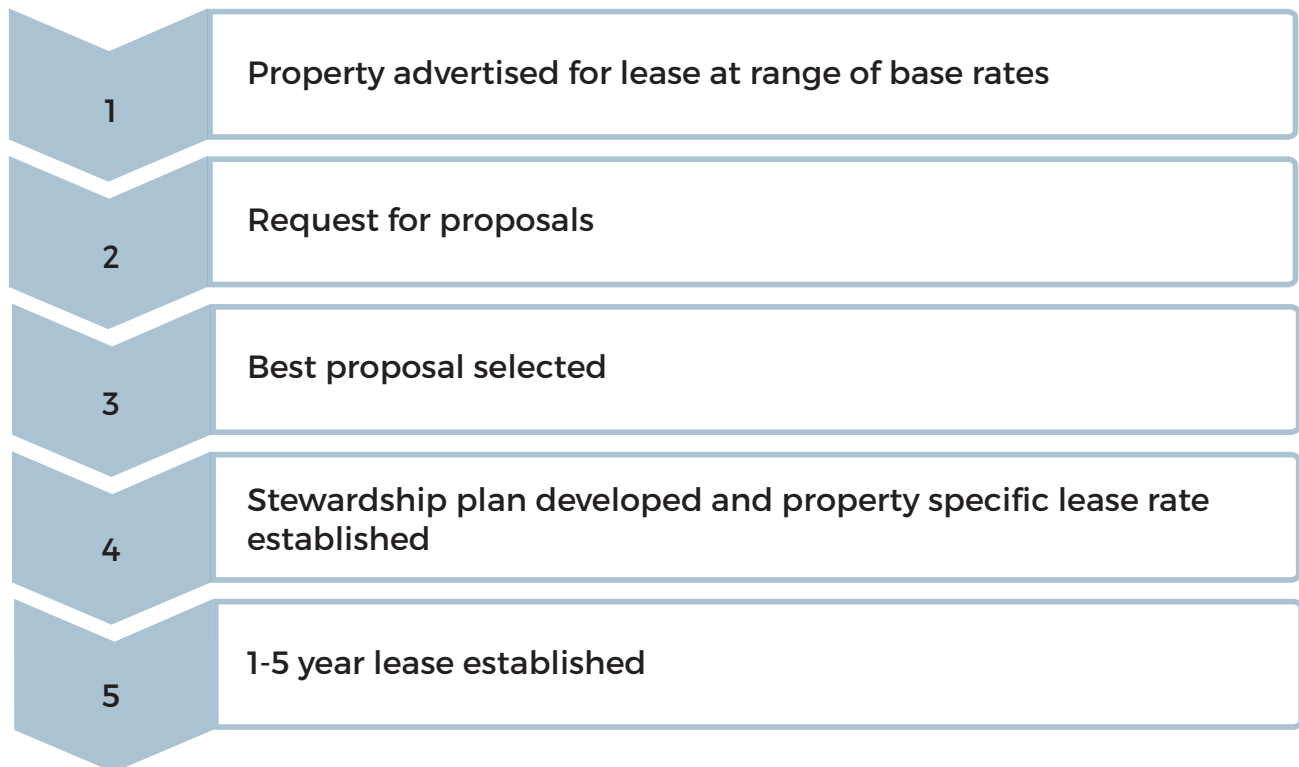 1
Property advertised for lease at range of base rates
2
Request for proposals
3
Best proposal selected
4
Stewardship plan developed and property specific lease rate
established
5
1-5 year lease established